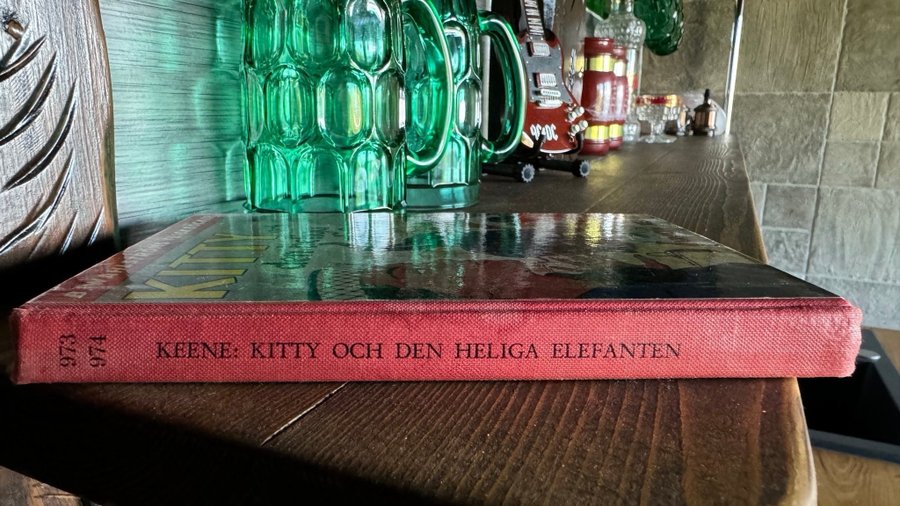 KITTY
973
974
KEENE: KITTY OCH DEN HELIGA ELEFANTEN
AC DC